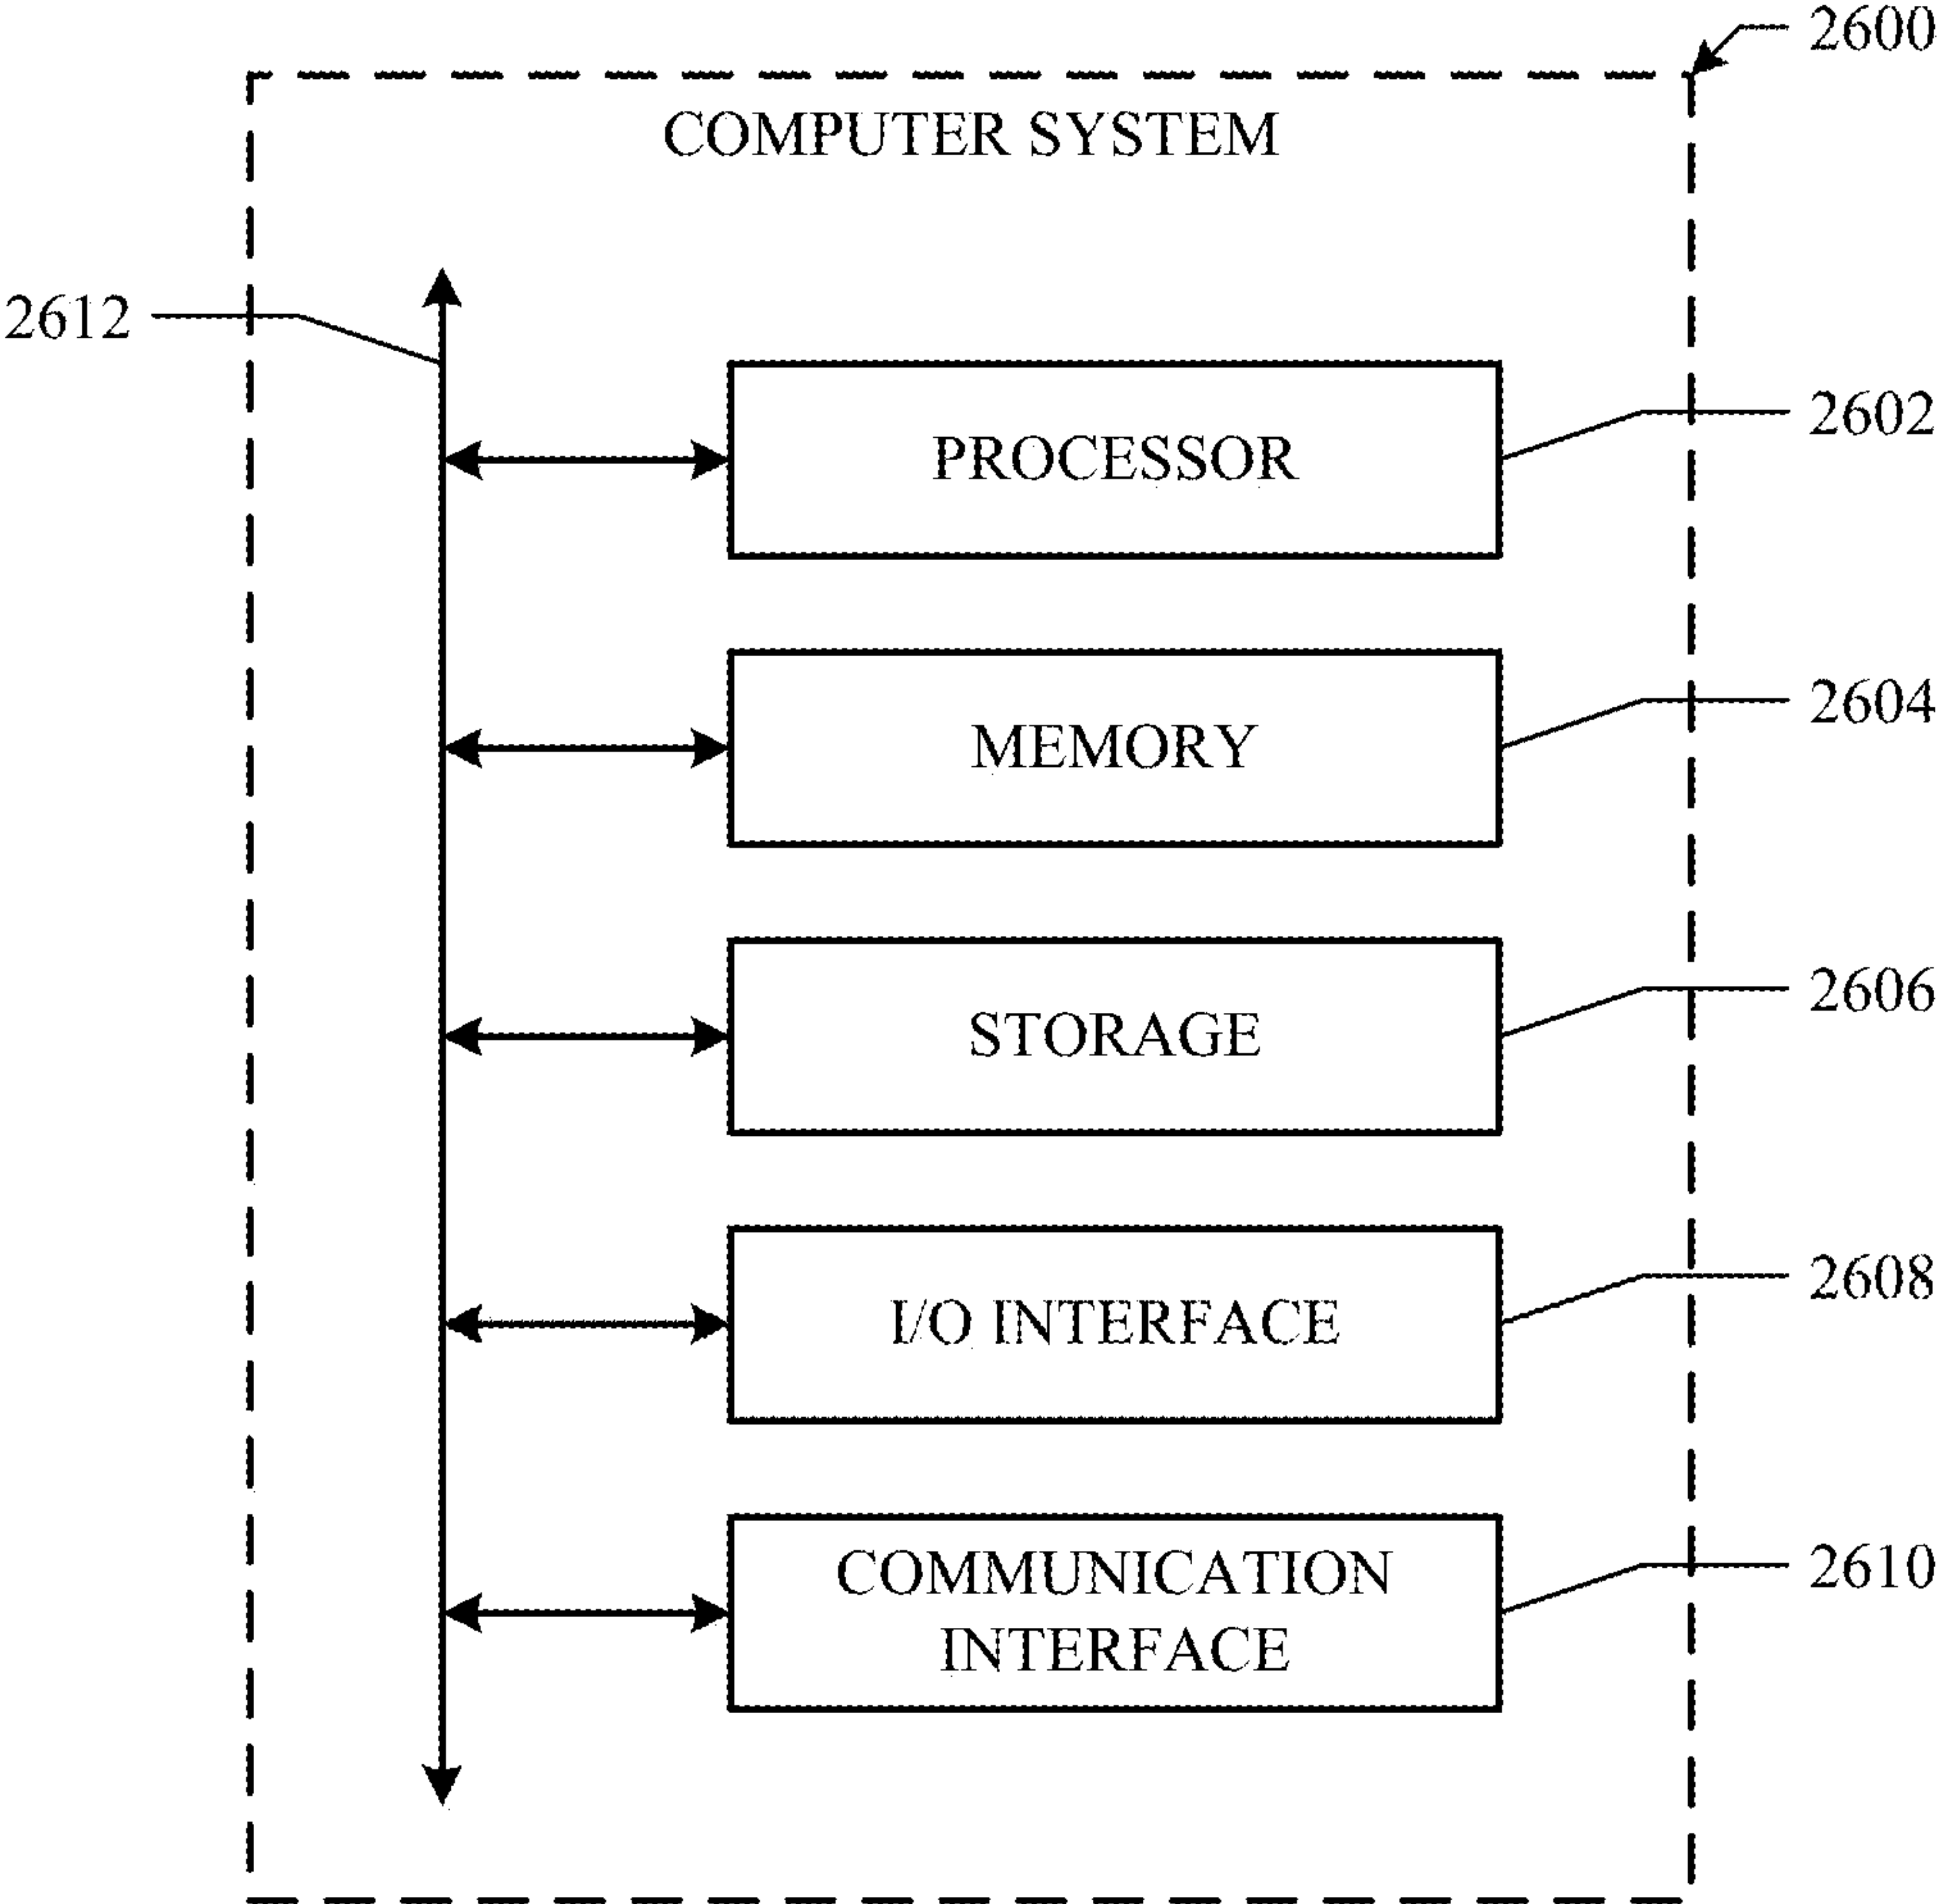 2600
COMPUTER SYSTEM
2612
PROCESSOR
2602
MEMORY
2604
STORAGE
2606
I/O INTERFACE
2608
COMMUNICATION
INTERFACE
2610